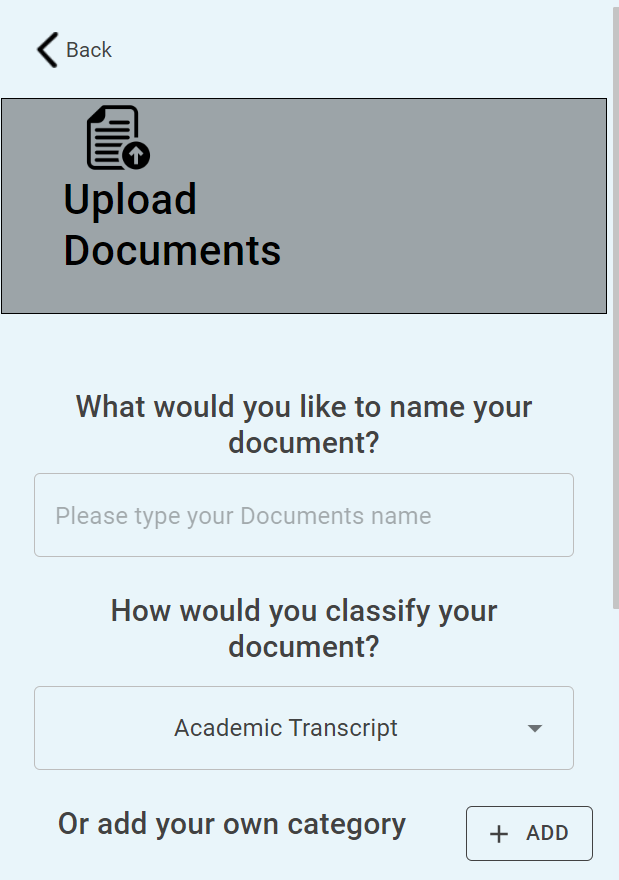 Back
Upload
Documents
What would you like to name your
document?
Please type your Documents name
How would you classify your
document?
Academic Transcript
Or add your own category
+ ADD